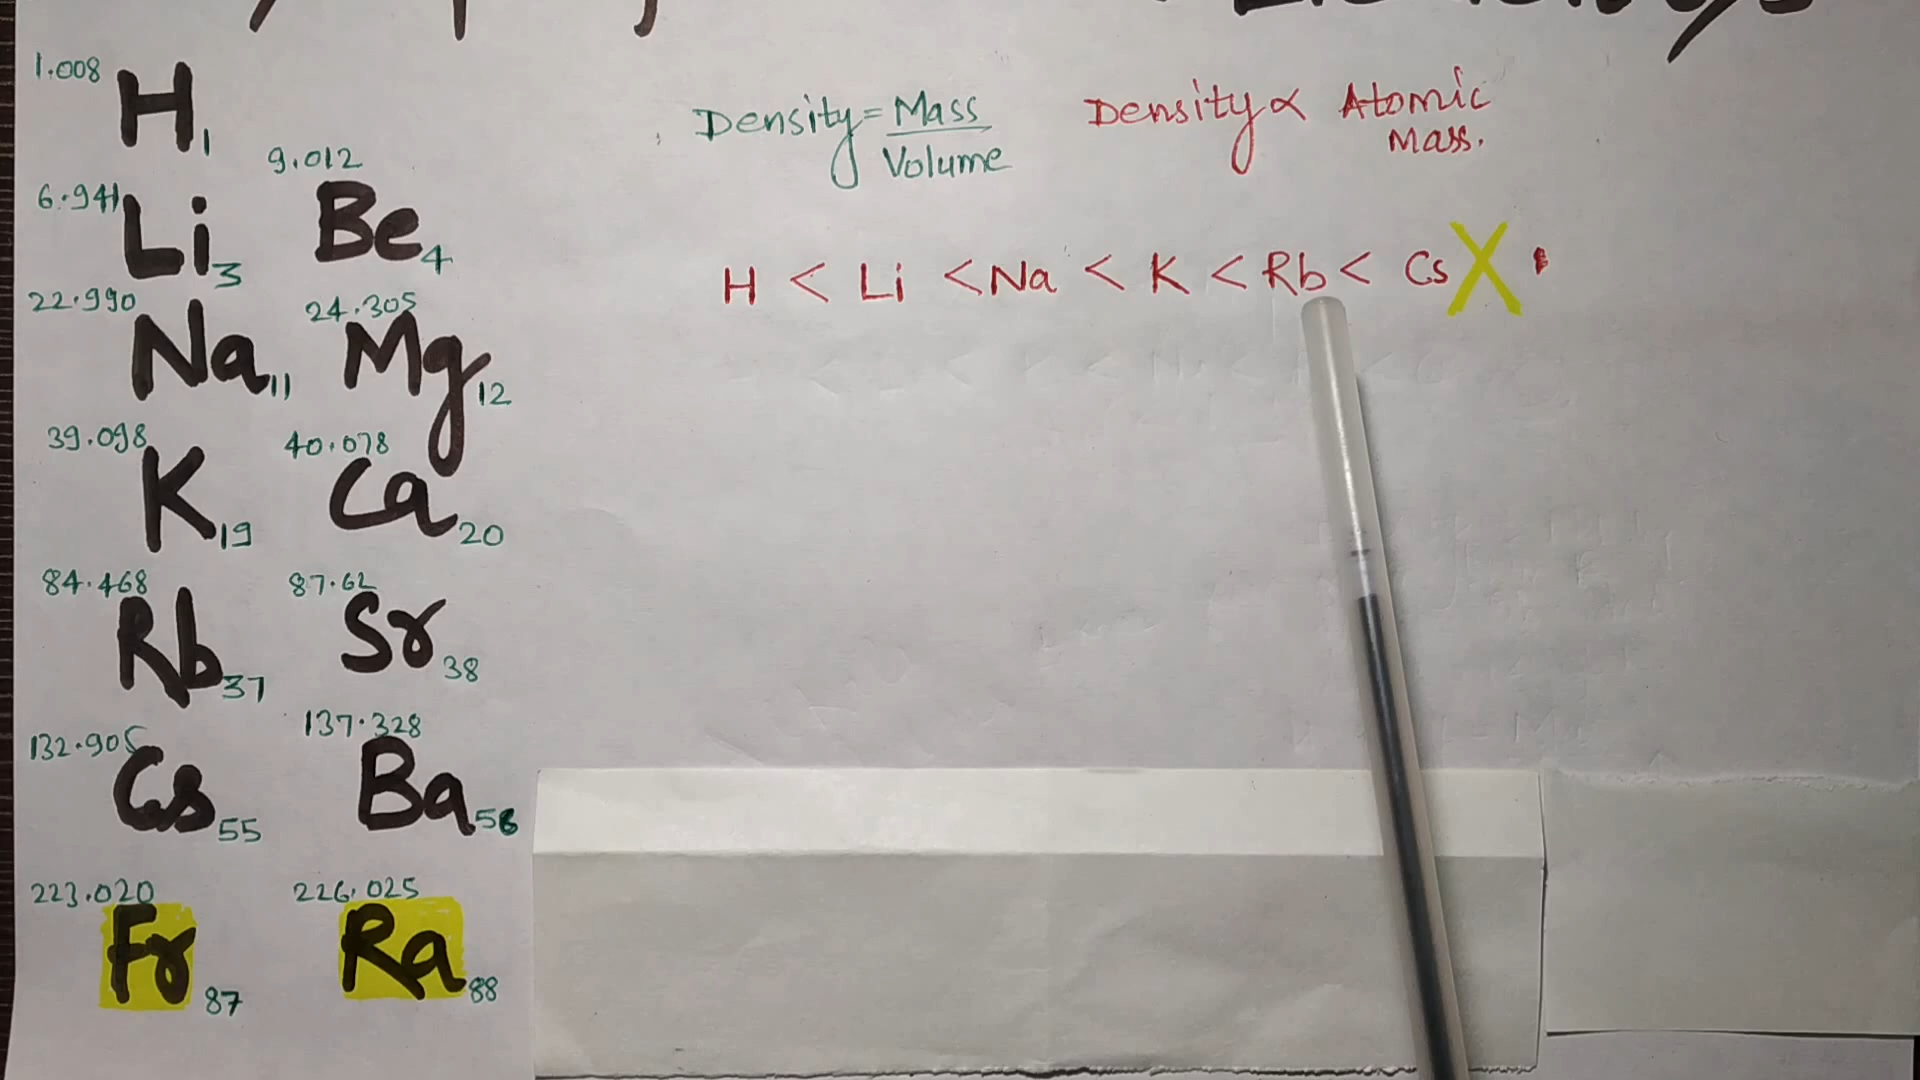 1.008
H 1
9.012
6.941
Li 3 Be 4
22.990 24.305
Na 11 Mg 12
39.098 40.078
K 19 Ca 20
84.468 87.62
Rb 37 Sr 38
132.905 137.328
Cs 55 Ba 56
223.020 226.025
Fr 87 Ra 88
Density = Mass / Volume
Density ∝ Atomic Mass.
H < Li < Na < K < Rb < Cs X